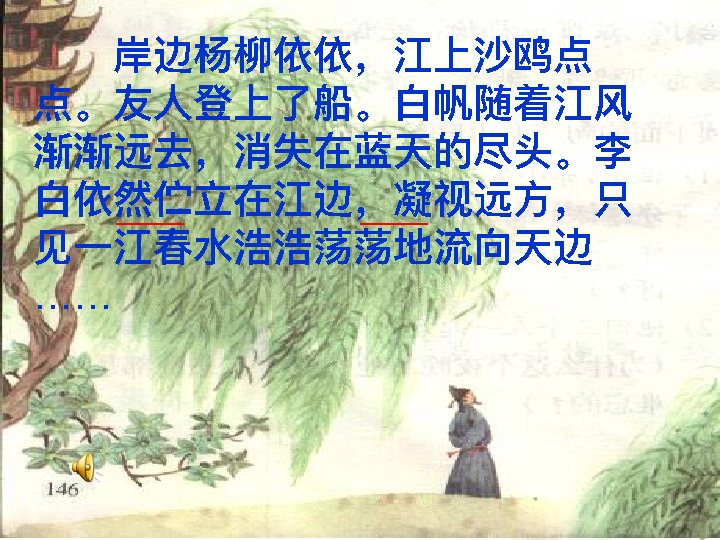 岸边杨柳依依，江上沙鸥点
点。友人登上了船。白帆随着江风
渐渐远去，消失在蓝天的尽头。李
白依然伫立在江边，凝视远方，只
见一江春水浩浩荡荡地流向天边
……
146